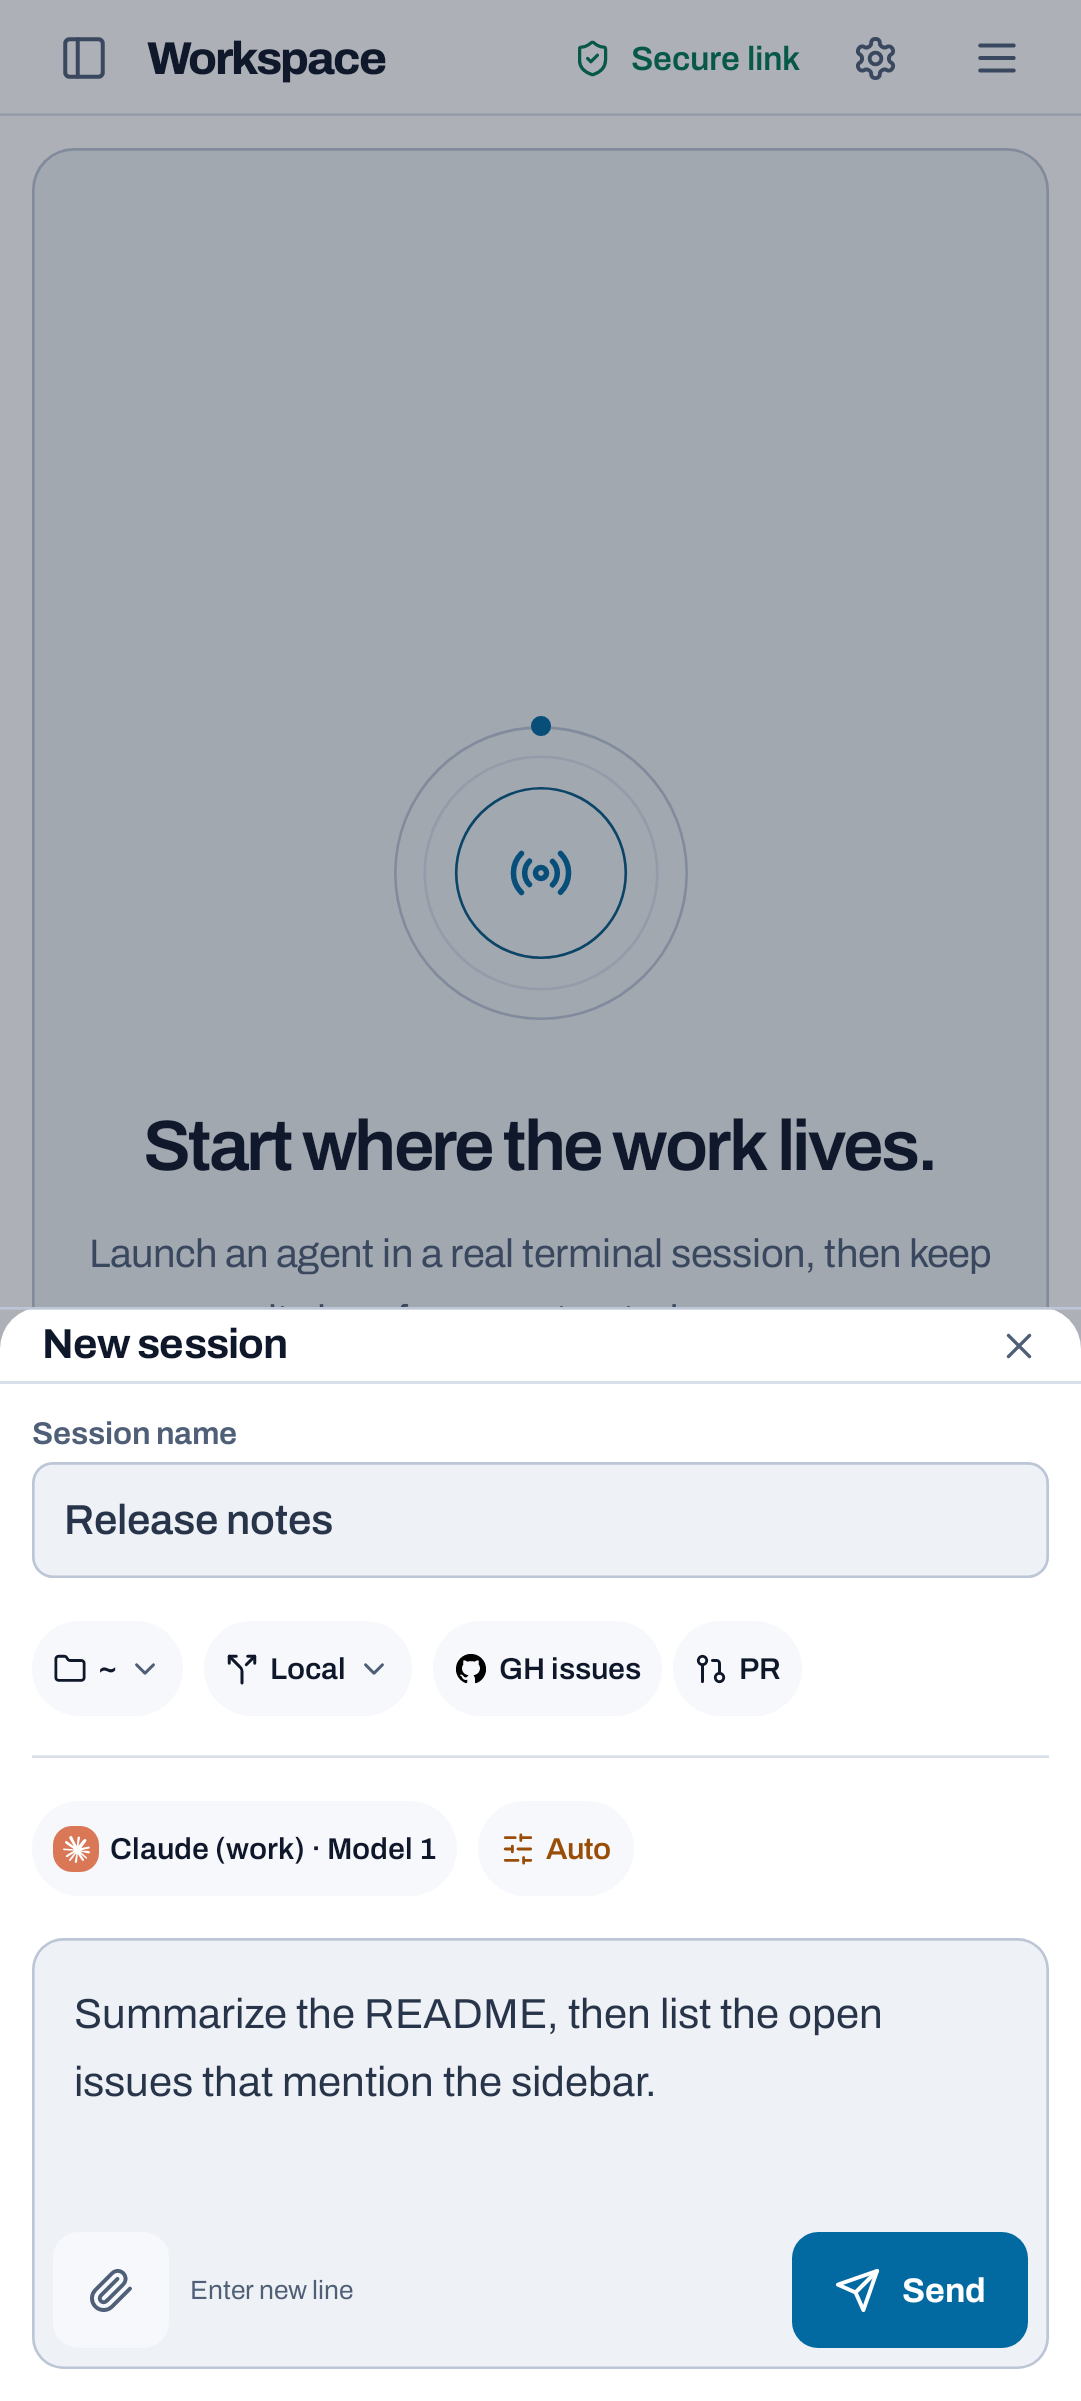 Workspace
Secure link
Start where the work lives.
Launch an agent in a real terminal session, then keep
New session
Session name
Release notes
~
Local
GH issues
PR
Claude (work) · Model 1
Auto
Summarize the README, then list the open
issues that mention the sidebar.
Enter new line
Send